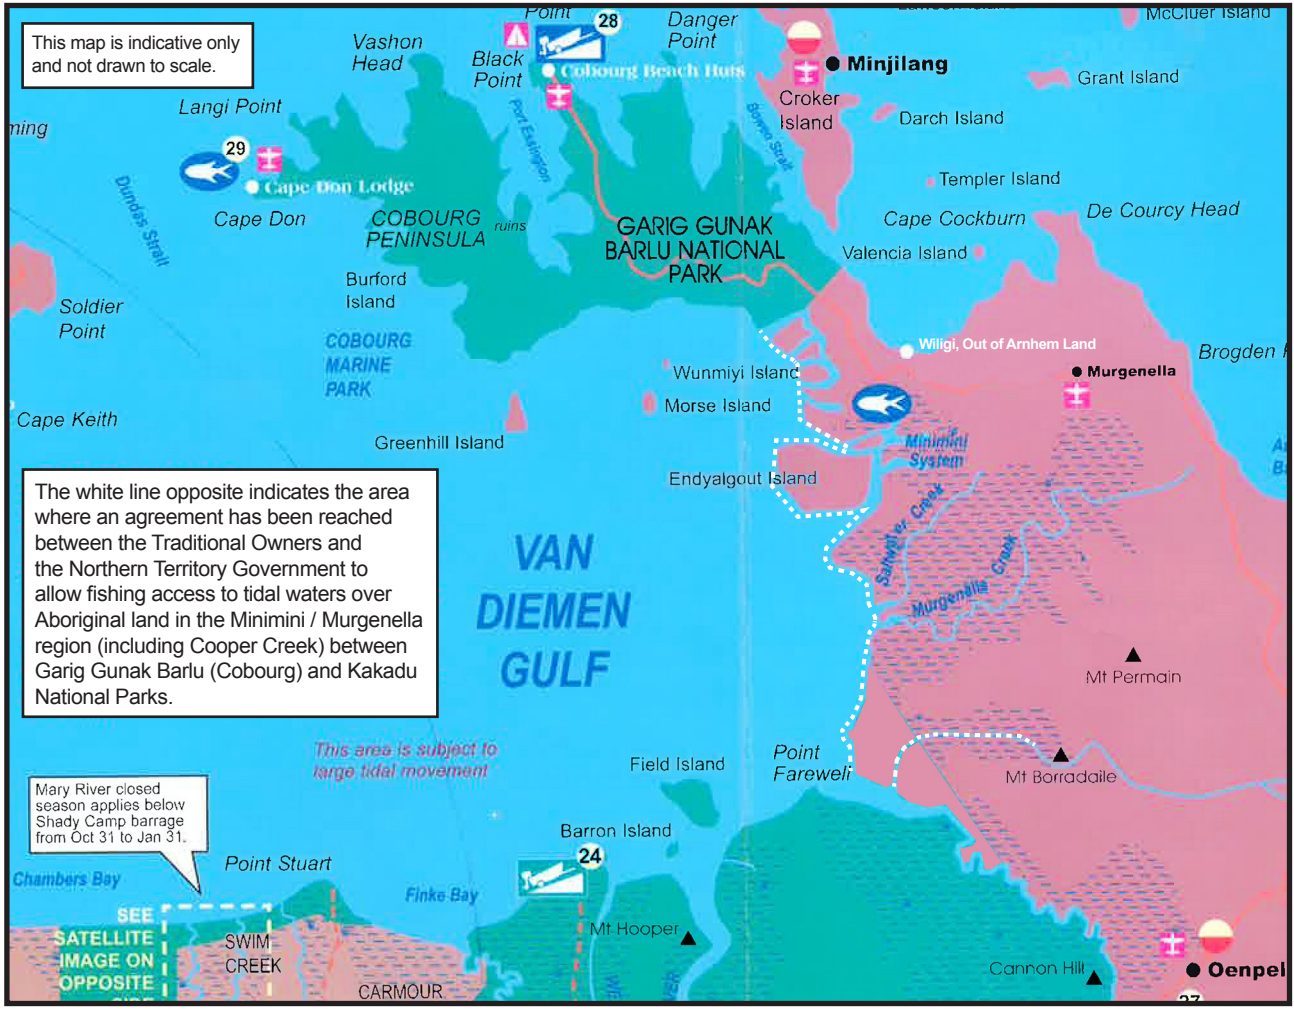 This map is indicative only
and not drawn to scale.
Point
28
Danger
Point
McCluer Island
Vashon
Head
Black
Point
Cobourg Beach Huts
Minjilang
Grant Island
Langi Point
Port Essington
Croker
Island
Bowen Strait
Darch Island
ming
29
Cape Don Lodge
Templer Island
Dundas Strait
Cape Don
COBOURG
PENINSULA
ruins
GARIG GUNAK
BARLU NATIONAL
PARK
Cape Cockburn
De Courcy Head
Valencia Island
Burford
Island
Soldier
Point
COBOURG
MARINE
PARK
Wiligi, Out of Arnhem Land
Brogden
Wunmiyi Island
Murgenella
Morse Island
Cape Keith
Greenhill Island
Minimini
System
Endyalgout Island
The white line opposite indicates the area
where an agreement has been reached
between the Traditional Owners and
the Northern Territory Government to
allow fishing access to tidal waters over
Aboriginal land in the Minimini / Murgenella
region (including Cooper Creek) between
Garig Gunak Barlu (Cobourg) and Kakadu
National Parks.
Saltwater Creek
VAN
DIEMEN
GULF
Murgenella Creek
Mt Permain
This area is subject to
large tidal movement
Field Island
Point
Farewell
Mt Borradaile
Mary River closed
season applies below
Shady Camp barrage
from Oct 31 to Jan 31.
Barron Island
24
Point Stuart
Chambers Bay
Finke Bay
SEE
SATELLITE
IMAGE ON
OPPOSITE
SIDE
SWIM
CREEK
CARMOUR
Mt Hooper
Cannon Hill
Oenpel
27